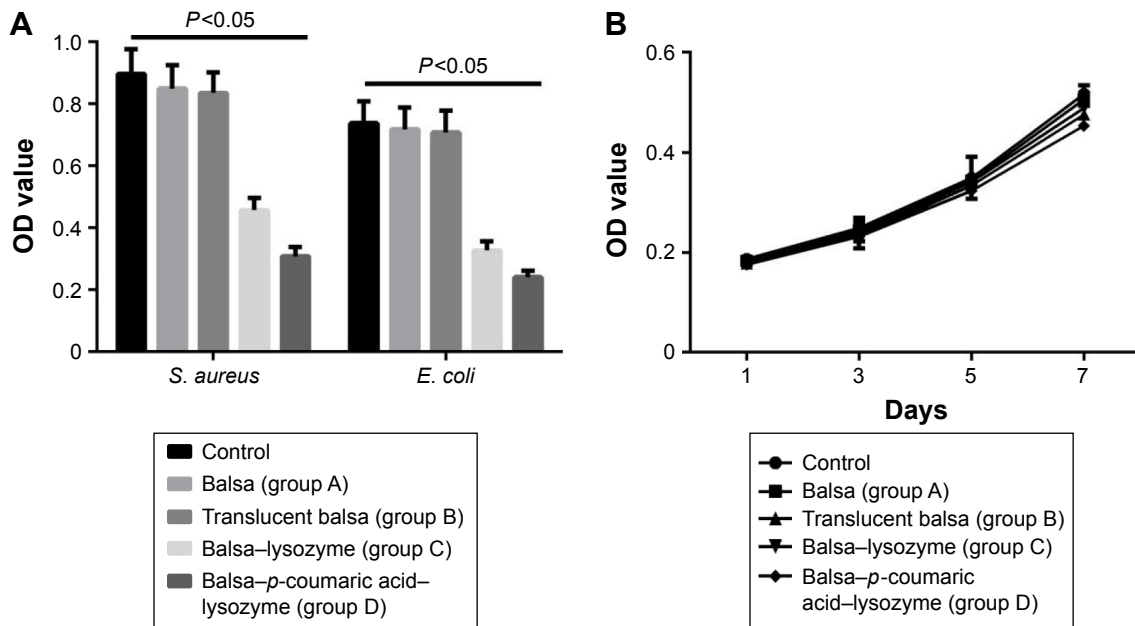 A
P<0.05
P<0.05
OD value
1.0
0.8
0.6
0.4
0.2
0
S. aureus
E. coli
Control
Balsa (group A)
Translucent balsa (group B)
Balsa–lysozyme (group C)
Balsa–p-coumaric acid–
lysozyme (group D)
B
OD value
0.6
0.4
0.2
0
1
3
5
7
Days
Control
Balsa (group A)
Translucent balsa (group B)
Balsa–lysozyme (group C)
Balsa–p-coumaric
acid–lysozyme (group D)